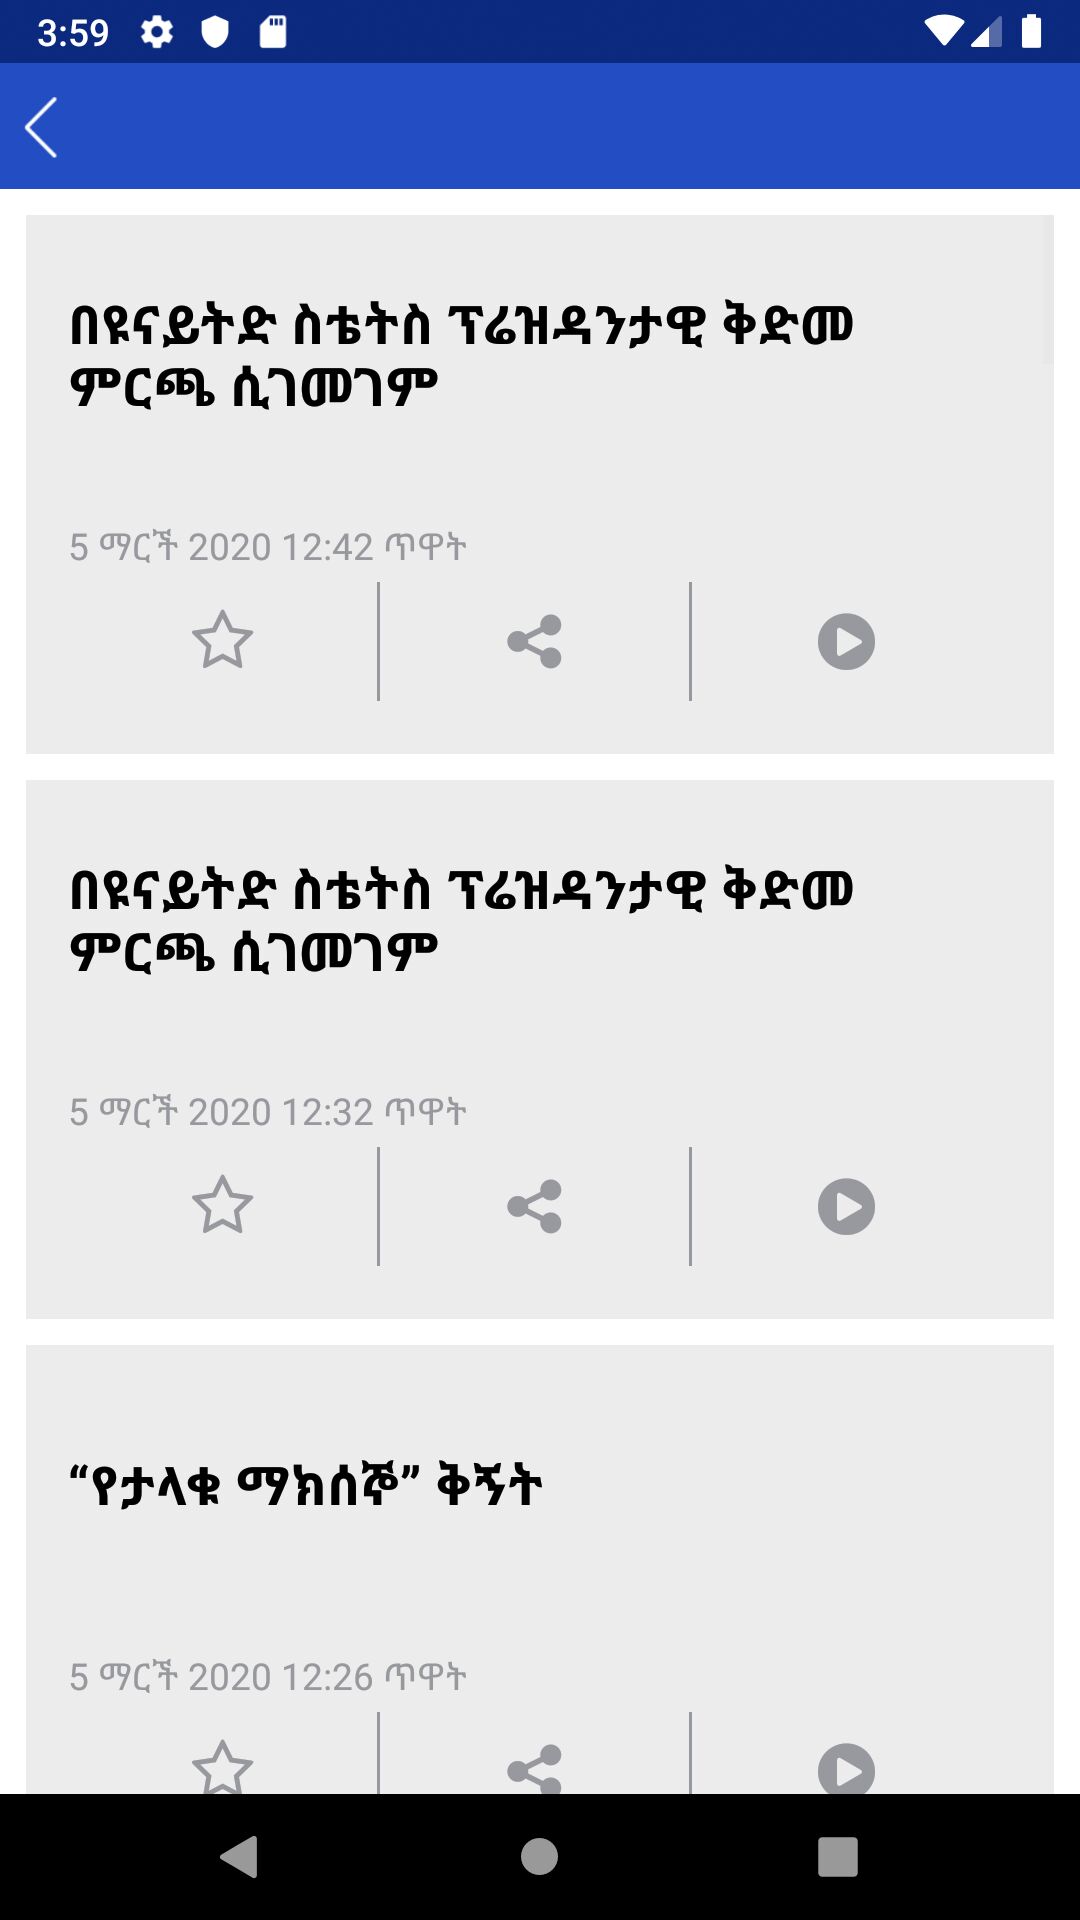 3:59
በዩናይትድ ስቴትስ ፕሬዝዳንታዊ ቅድመ
ምርጫ ሲገመገም
5 ማርች 2020 12:42 ጥዋት
በዩናይትድ ስቴትስ ፕሬዝዳንታዊ ቅድመ
ምርጫ ሲገመገም
5 ማርች 2020 12:32 ጥዋት
“የታላቁ ማክሰኞ” ቅኝት
5 ማርች 2020 12:26 ጥዋት